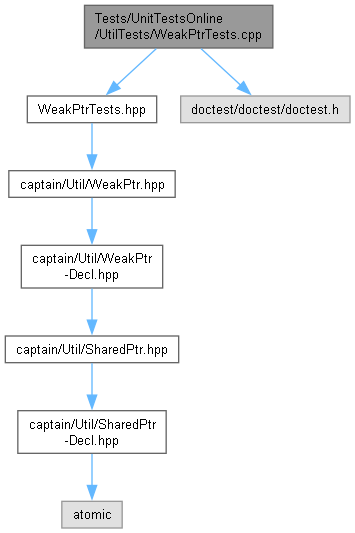 Tests/UnitTestsOnline
/UtilTests/WeakPtrTests.cpp
WeakPtrTests.hpp
doctest/doctest/doctest.h
captain/Util/WeakPtr.hpp
captain/Util/WeakPtr
-Decl.hpp
captain/Util/SharedPtr.hpp
captain/Util/SharedPtr
-Decl.hpp
atomic